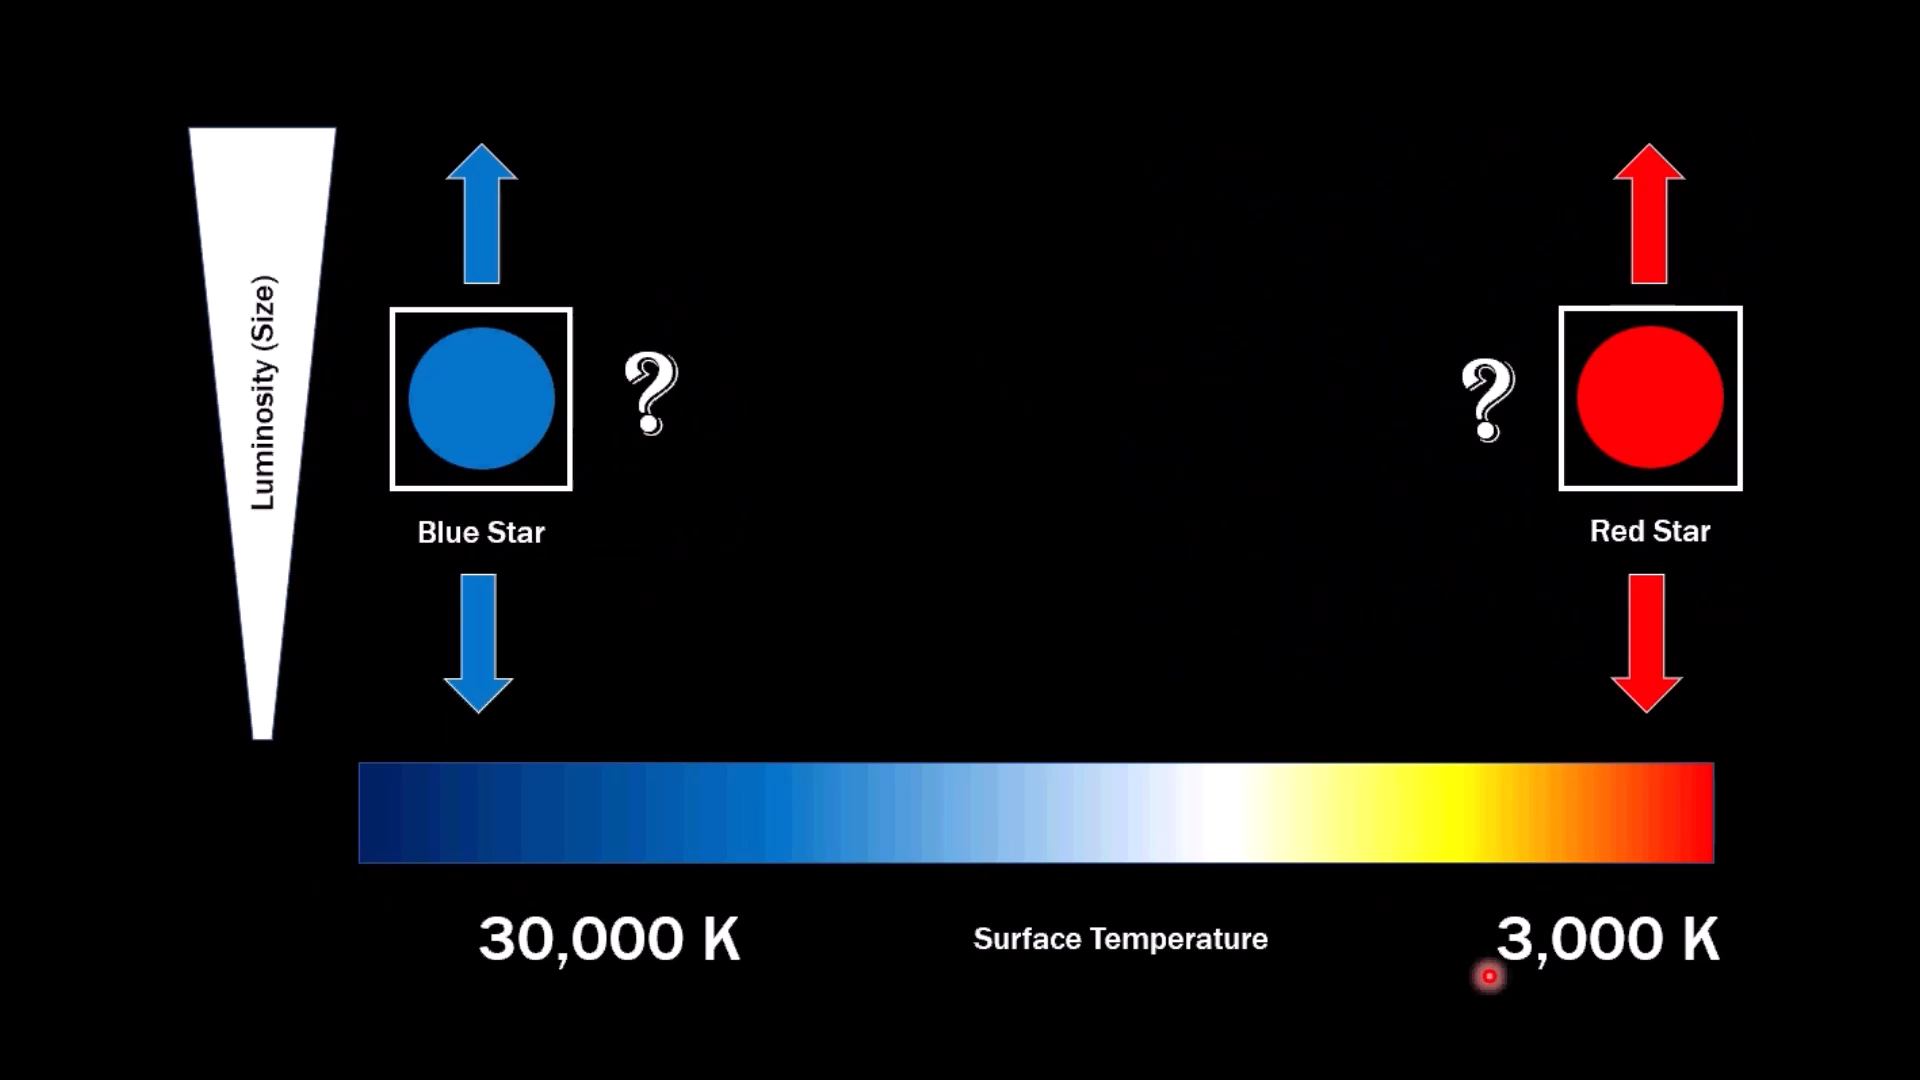 Luminosity (Size)
?
?
Blue Star
Red Star
30,000 K
Surface Temperature
3,000 K